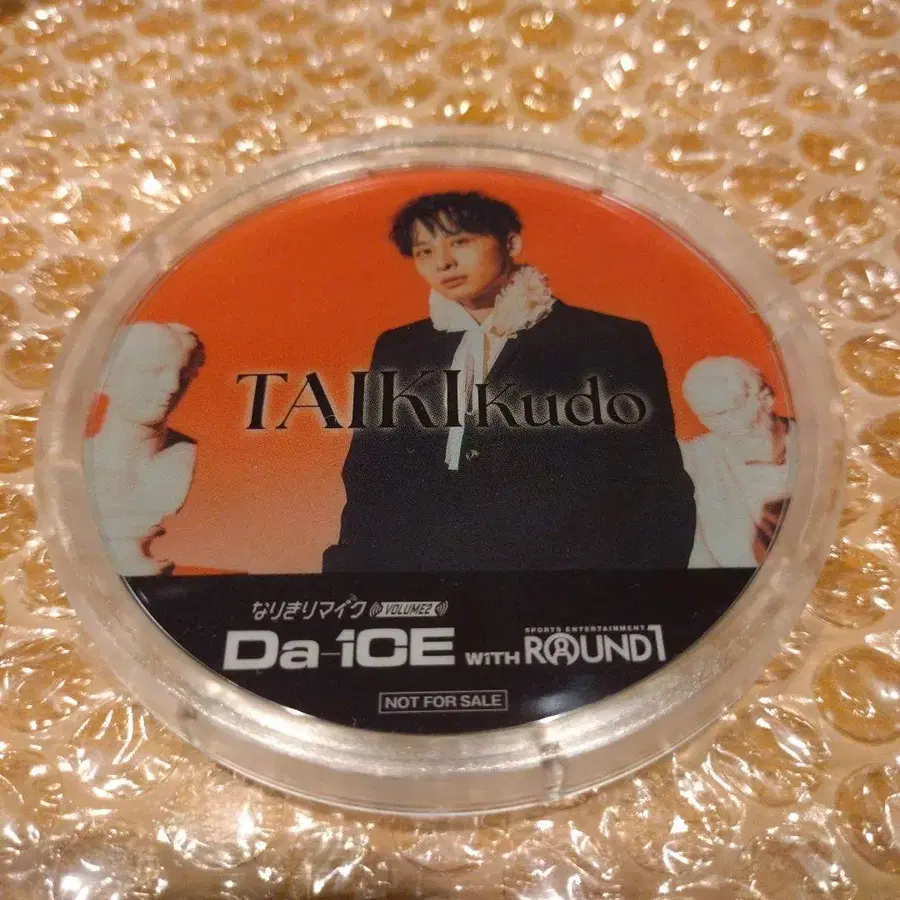 TAIKI Kudo
なりきりマイク VOLUME2
SPORTS ENTERTAINMENT
Da-iCE WiTH ROUND1
NOT FOR SALE